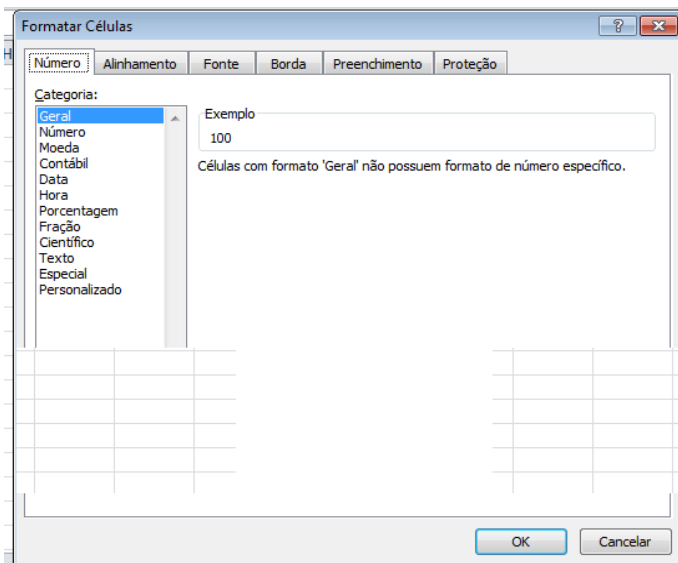 Formatar Células
H
Número Alinhamento Fonte Borda Preenchimento Proteção
Categoria:
Geral
Número
Moeda
Contábil
Data
Hora
Porcentagem
Fração
Científico
Texto
Especial
Personalizado
Exemplo
100
Células com formato 'Geral' não possuem formato de número específico.
OK Cancelar